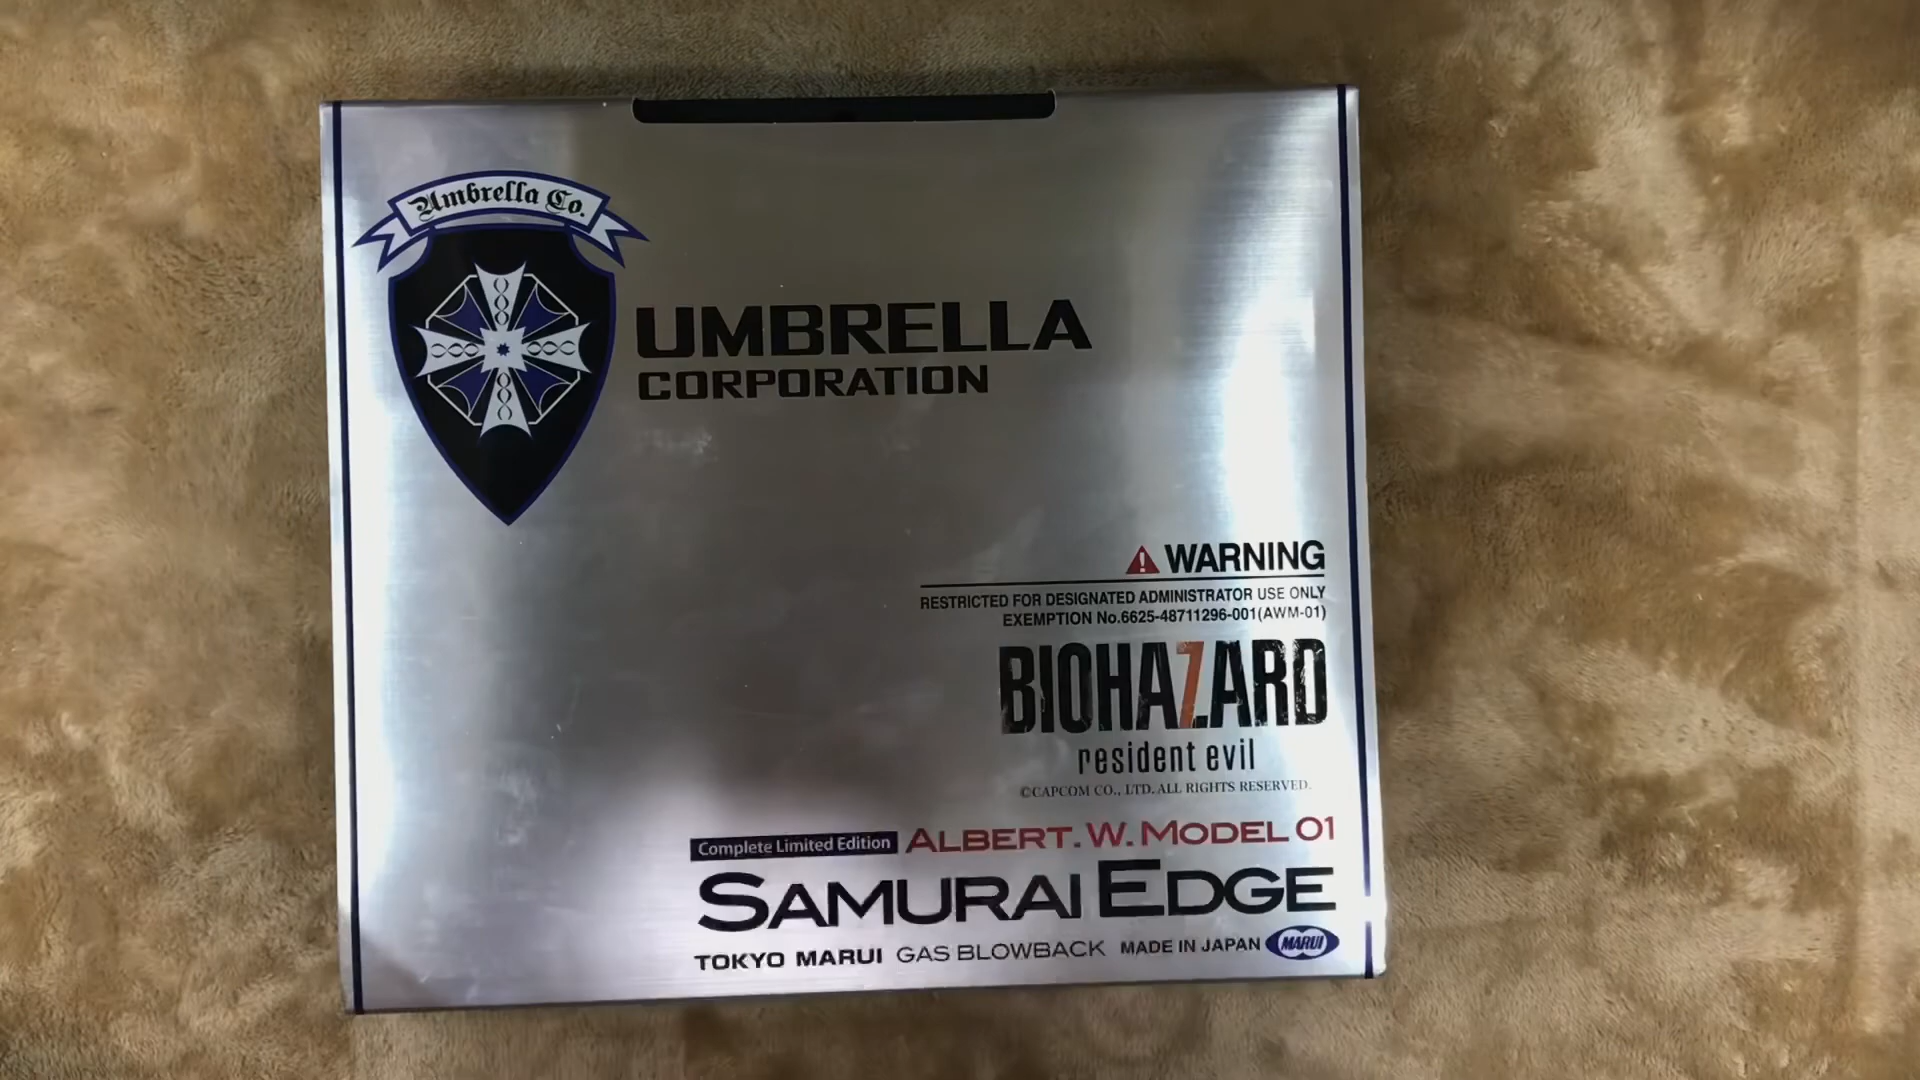 Umbrella Co.
UMBRELLA
CORPORATION
WARNING
RESTRICTED FOR DESIGNATED ADMINISTRATOR USE ONLY
EXEMPTION No.6625-48711296-001(AWM-01)
BIOHAZARD
resident evil
©CAPCOM CO., LTD. ALL RIGHTS RESERVED.
Complete Limited Edition ALBERT.W.MODEL 01
SAMURAI EDGE
TOKYO MARUI GAS BLOWBACK MADE IN JAPAN MARUI